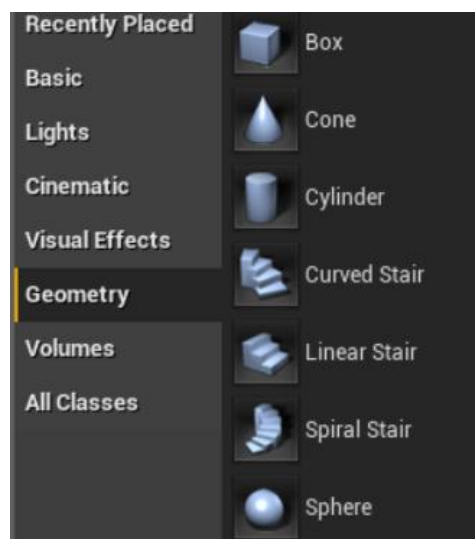 Recently Placed
Basic
Lights
Cinematic
Visual Effects
Geometry
Volumes
All Classes
Box
Cone
Cylinder
Curved Stair
Linear Stair
Spiral Stair
Sphere